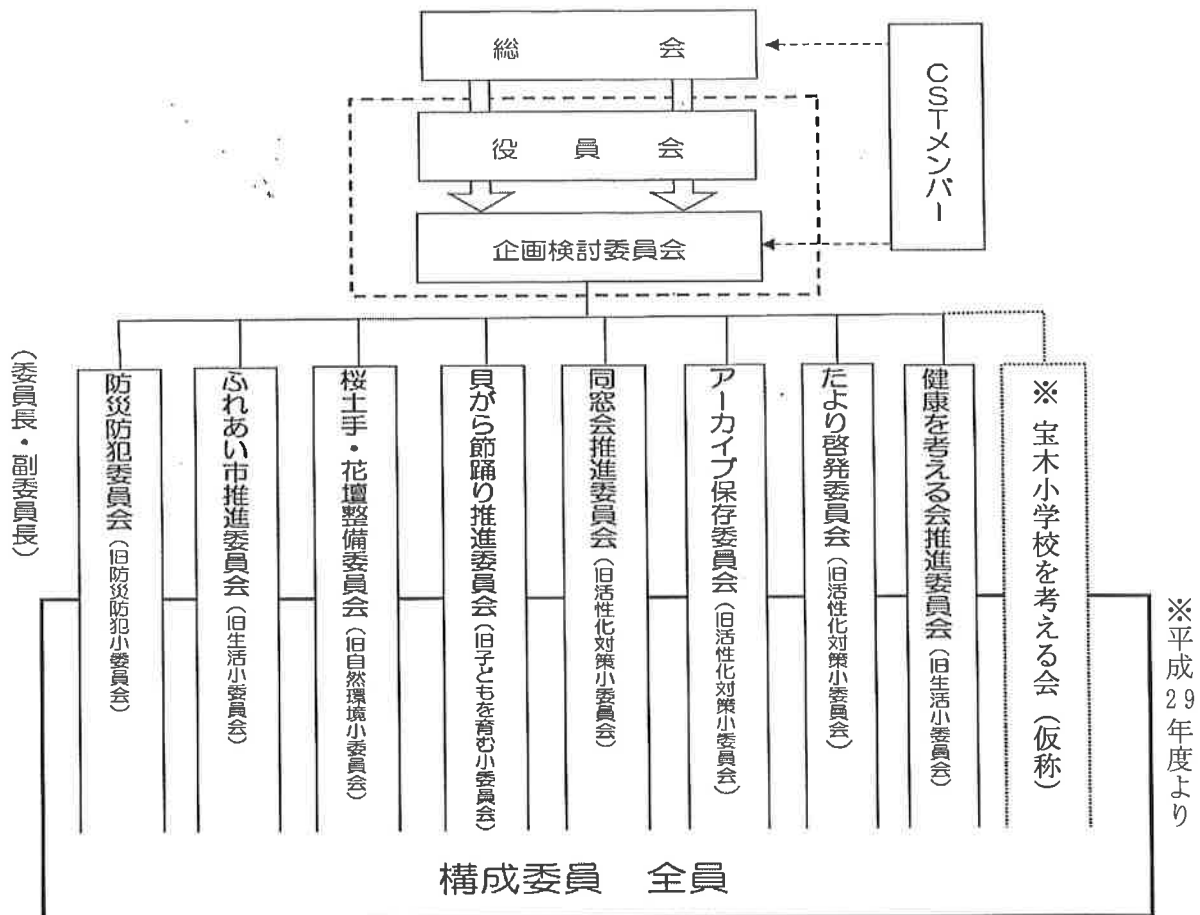 総　　　会
役　員　会
企画検討委員会
CSTメンバー
（委員長・副委員長）
防災防犯委員会（旧防災防犯小委員会）
ふれあい市推進委員会（旧生活小委員会）
桜土手・花壇整備委員会（旧自然環境小委員会）
貝がら節踊り推進委員会（旧子どもを育む小委員会）
同窓会推進委員会（旧活性化対策小委員会）
アーカイブ保存委員会（旧活性化対策小委員会）
たより啓発委員会（旧活性化対策小委員会）
健康を考える会推進委員会（旧生活小委員会）
※ 宝木小学校を考える会（仮称）
※平成29年度より
構成委員　全員